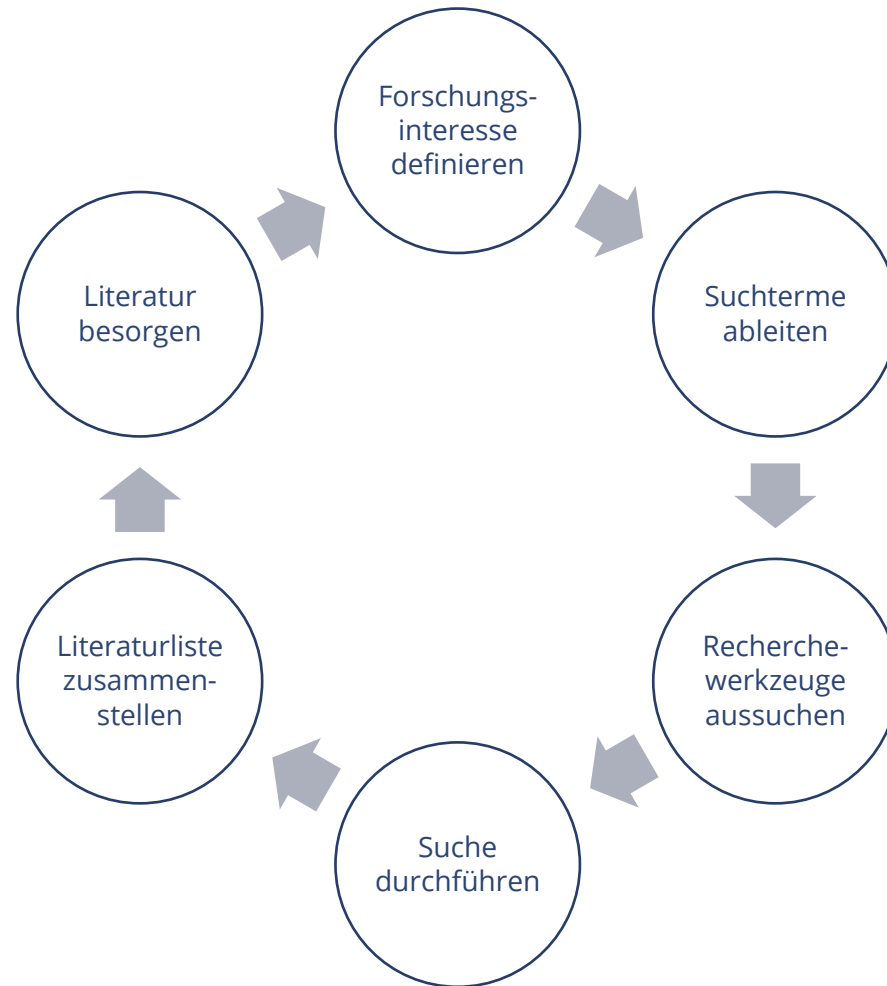 Forschungs-
interesse
definieren
Suchterme
ableiten
Recherche-
werkzeuge
aussuchen
Suche
durchführen
Literaturliste
zusammen-
stellen
Literatur
besorgen